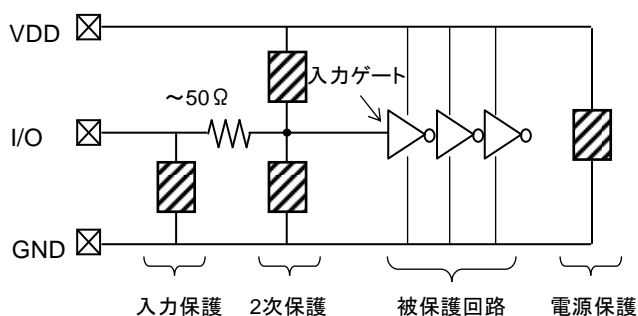 VDD
入力ゲート
～50Ω
I/O
GND
入力保護
2次保護
被保護回路
電源保護